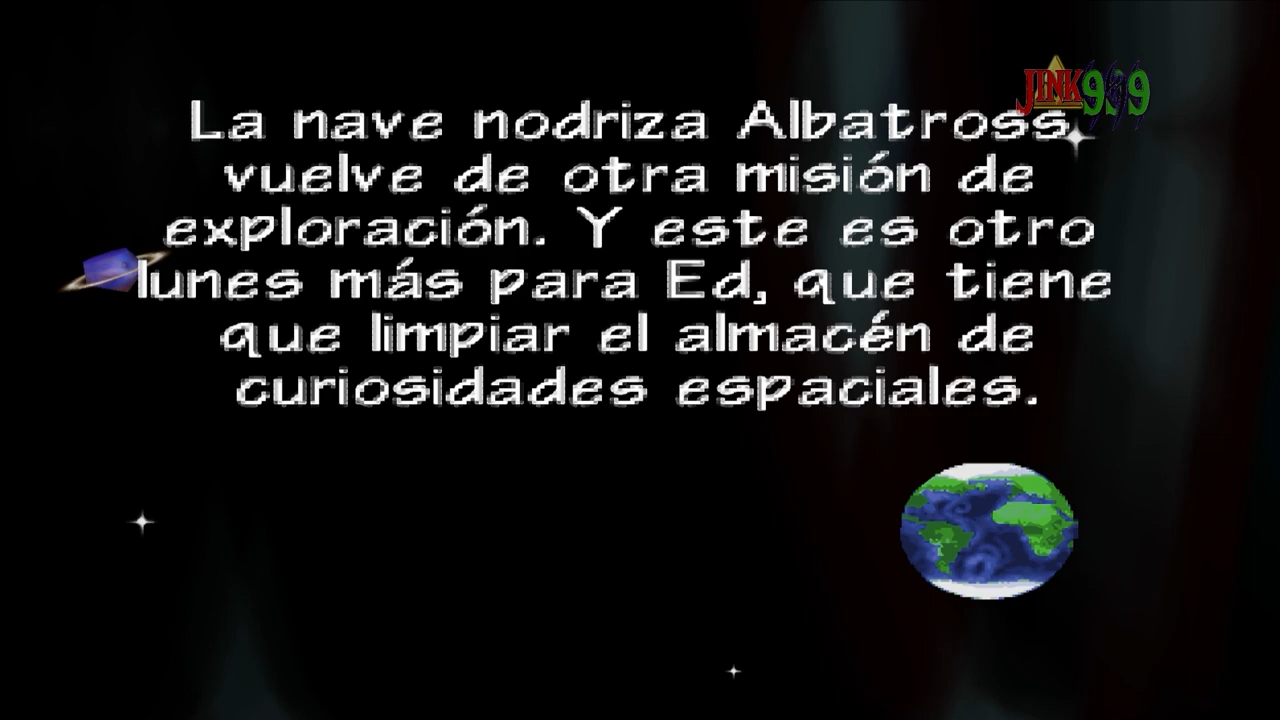 JINK999
La nave nodriza Albatross
vuelve de otra misión de
exploración. Y este es otro
lunes más para Ed, que tiene
que limpiar el almacén de
curiosidades espaciales.